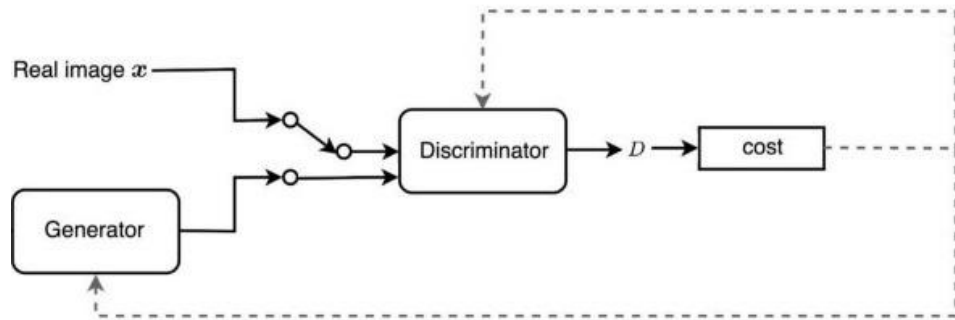 Real image x
Discriminator
D
cost
Generator